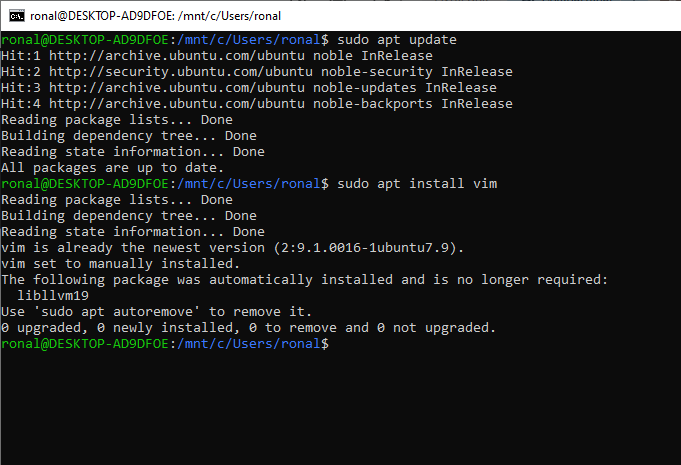 ronal@DESKTOP-AD9DFOE: /mnt/c/Users/ronal
ronal@DESKTOP-AD9DFOE:/mnt/c/Users/ronal$ sudo apt update
Hit:1 http://archive.ubuntu.com/ubuntu noble InRelease
Hit:2 http://security.ubuntu.com/ubuntu noble-security InRelease
Hit:3 http://archive.ubuntu.com/ubuntu noble-updates InRelease
Hit:4 http://archive.ubuntu.com/ubuntu noble-backports InRelease
Reading package lists... Done
Building dependency tree... Done
Reading state information... Done
All packages are up to date.
ronal@DESKTOP-AD9DFOE:/mnt/c/Users/ronal$ sudo apt install vim
Reading package lists... Done
Building dependency tree... Done
Reading state information... Done
vim is already the newest version (2:9.1.0016-1ubuntu7.9).
vim set to manually installed.
The following package was automatically installed and is no longer required:
  libllvm19
Use 'sudo apt autoremove' to remove it.
0 upgraded, 0 newly installed, 0 to remove and 0 not upgraded.
ronal@DESKTOP-AD9DFOE:/mnt/c/Users/ronal$